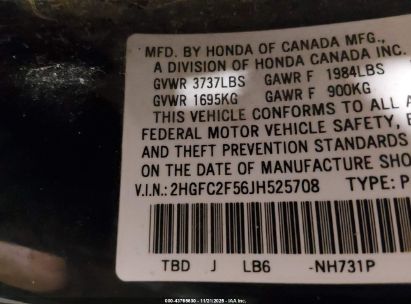 MFD. BY HONDA OF CANADA MFG.,
A DIVISION OF HONDA CANADA INC.
GVWR 3737LBS GAWR F 1984LBS
GVWR 1695KG GAWR F 900KG
THIS VEHICLE CONFORMS TO ALL A
FEDERAL MOTOR VEHICLE SAFETY,
AND THEFT PREVENTION STANDARDS
ON THE DATE OF MANUFACTURE SHO
V.I.N.: 2HGFC2F56JH525708 TYPE: P
TBD J LB6 -NH731P